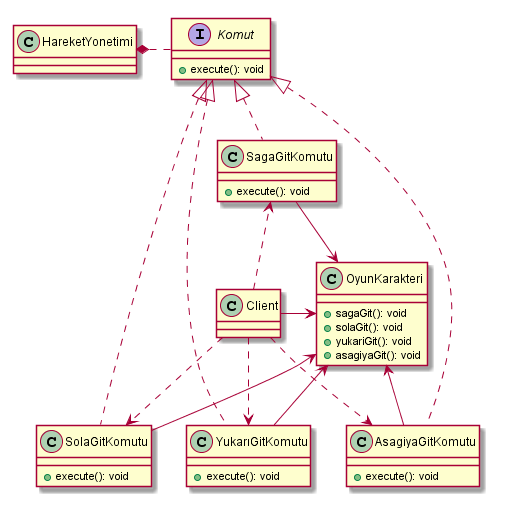 C HareketYonetimi
I Komut
execute(): void
C SagaGitKomutu
execute(): void
C OyunKarakteri
sagaGit(): void
solaGit(): void
yukariGit(): void
asagiyaGit(): void
C Client
C SolaGitKomutu
execute(): void
C YukarıGitKomutu
execute(): void
C AsagiyaGitKomutu
execute(): void